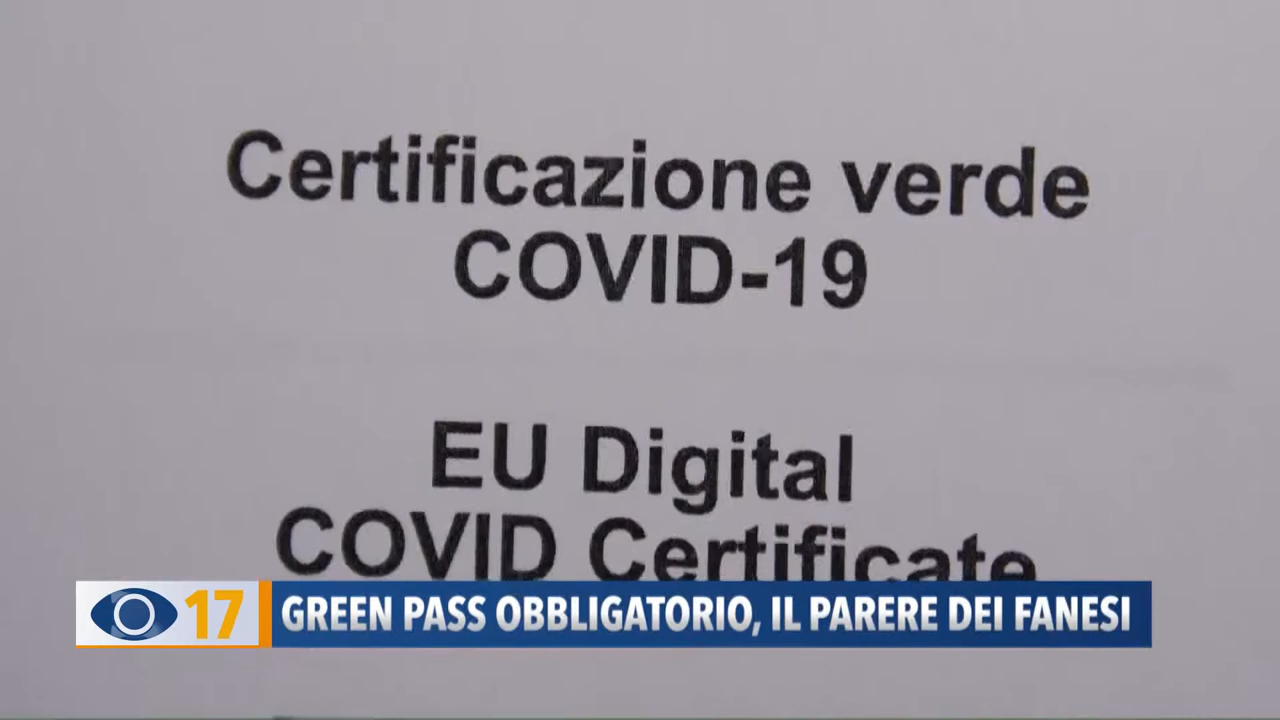 Certificazione verde
COVID-19
EU Digital
COVID Certificate
17 GREEN PASS OBBLIGATORIO, IL PARERE DEI FANESI